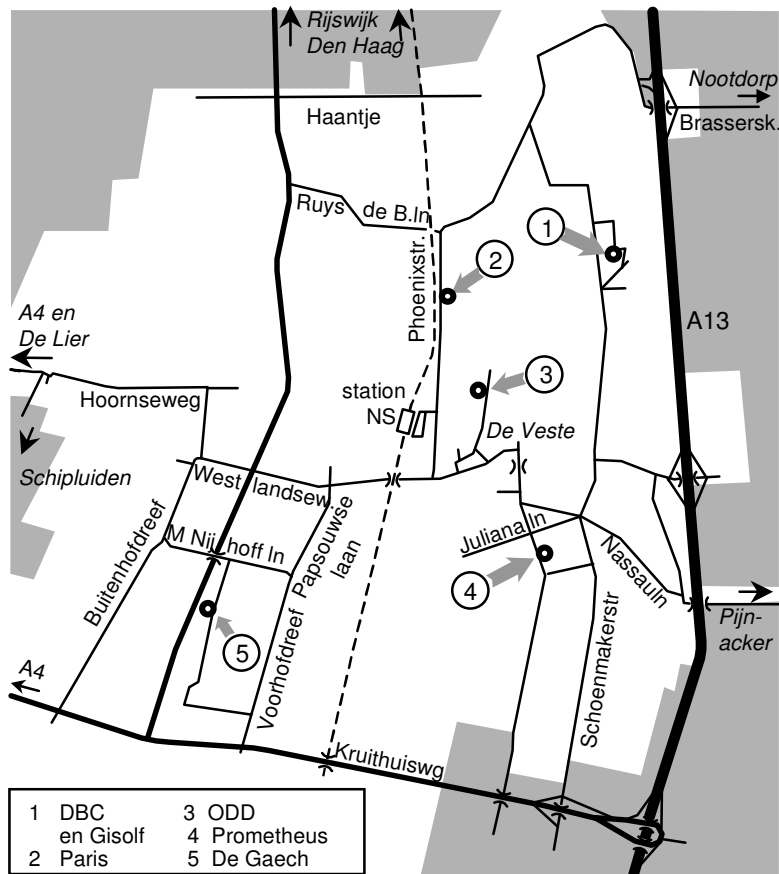 Rijswijk
Den Haag
Nootdorp
Haantje
Brassersk.
Ruys de B.ln
1
2
Phoenixstr.
A4 en
De Lier
A13
3
station
NS
Hoornseweg
De Veste
Schipluiden
Westlandsew
Papsouwse
laan
Buitenhofdreef
M Nijhoff ln
Juliana ln
Nassauln
4
5
Voorhofdreef
Schoenmakerstr
Pijn-
acker
A4
Kruithuiswg
1 DBC
en Gisolf
2 Paris
3 ODD
4 Prometheus
5 De Gaech